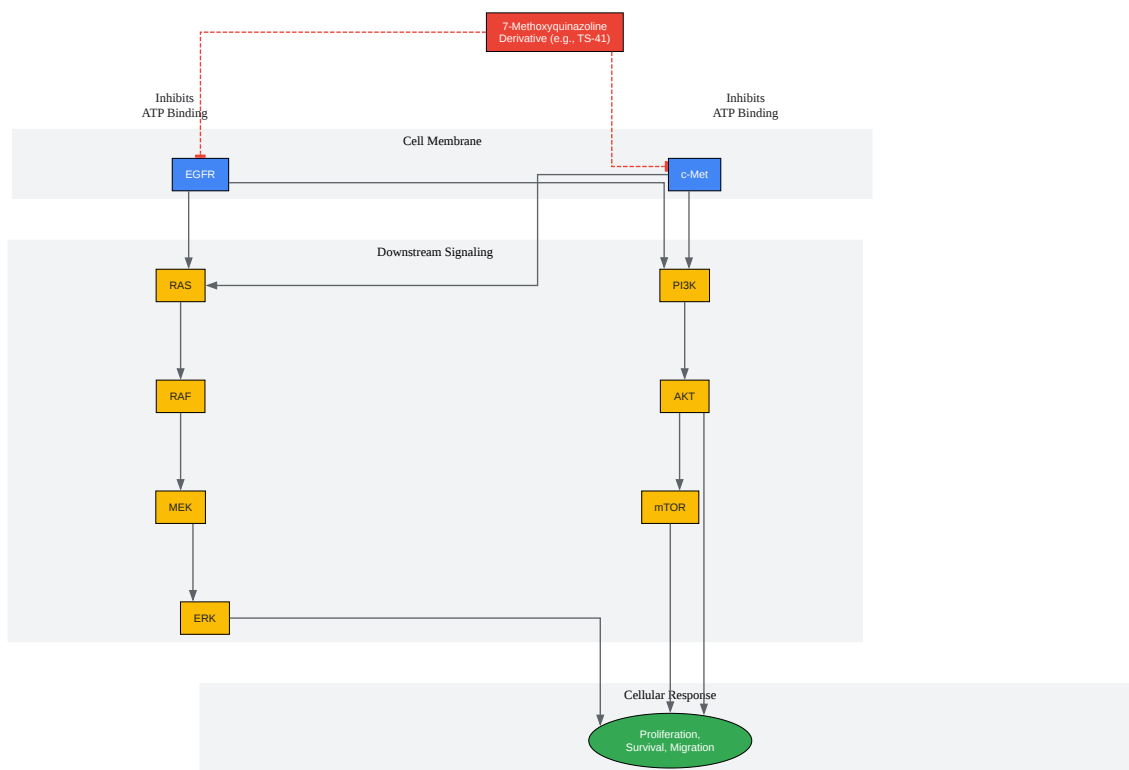 7-Methoxyquinazoline
Derivative (e.g., TS-41)
Inhibits
ATP Binding
Inhibits
ATP Binding
Cell Membrane
EGFR
c-Met
Downstream Signaling
RAS
PI3K
RAF
AKT
MEK
mTOR
ERK
Cellular Response
Proliferation,
Survival, Migration